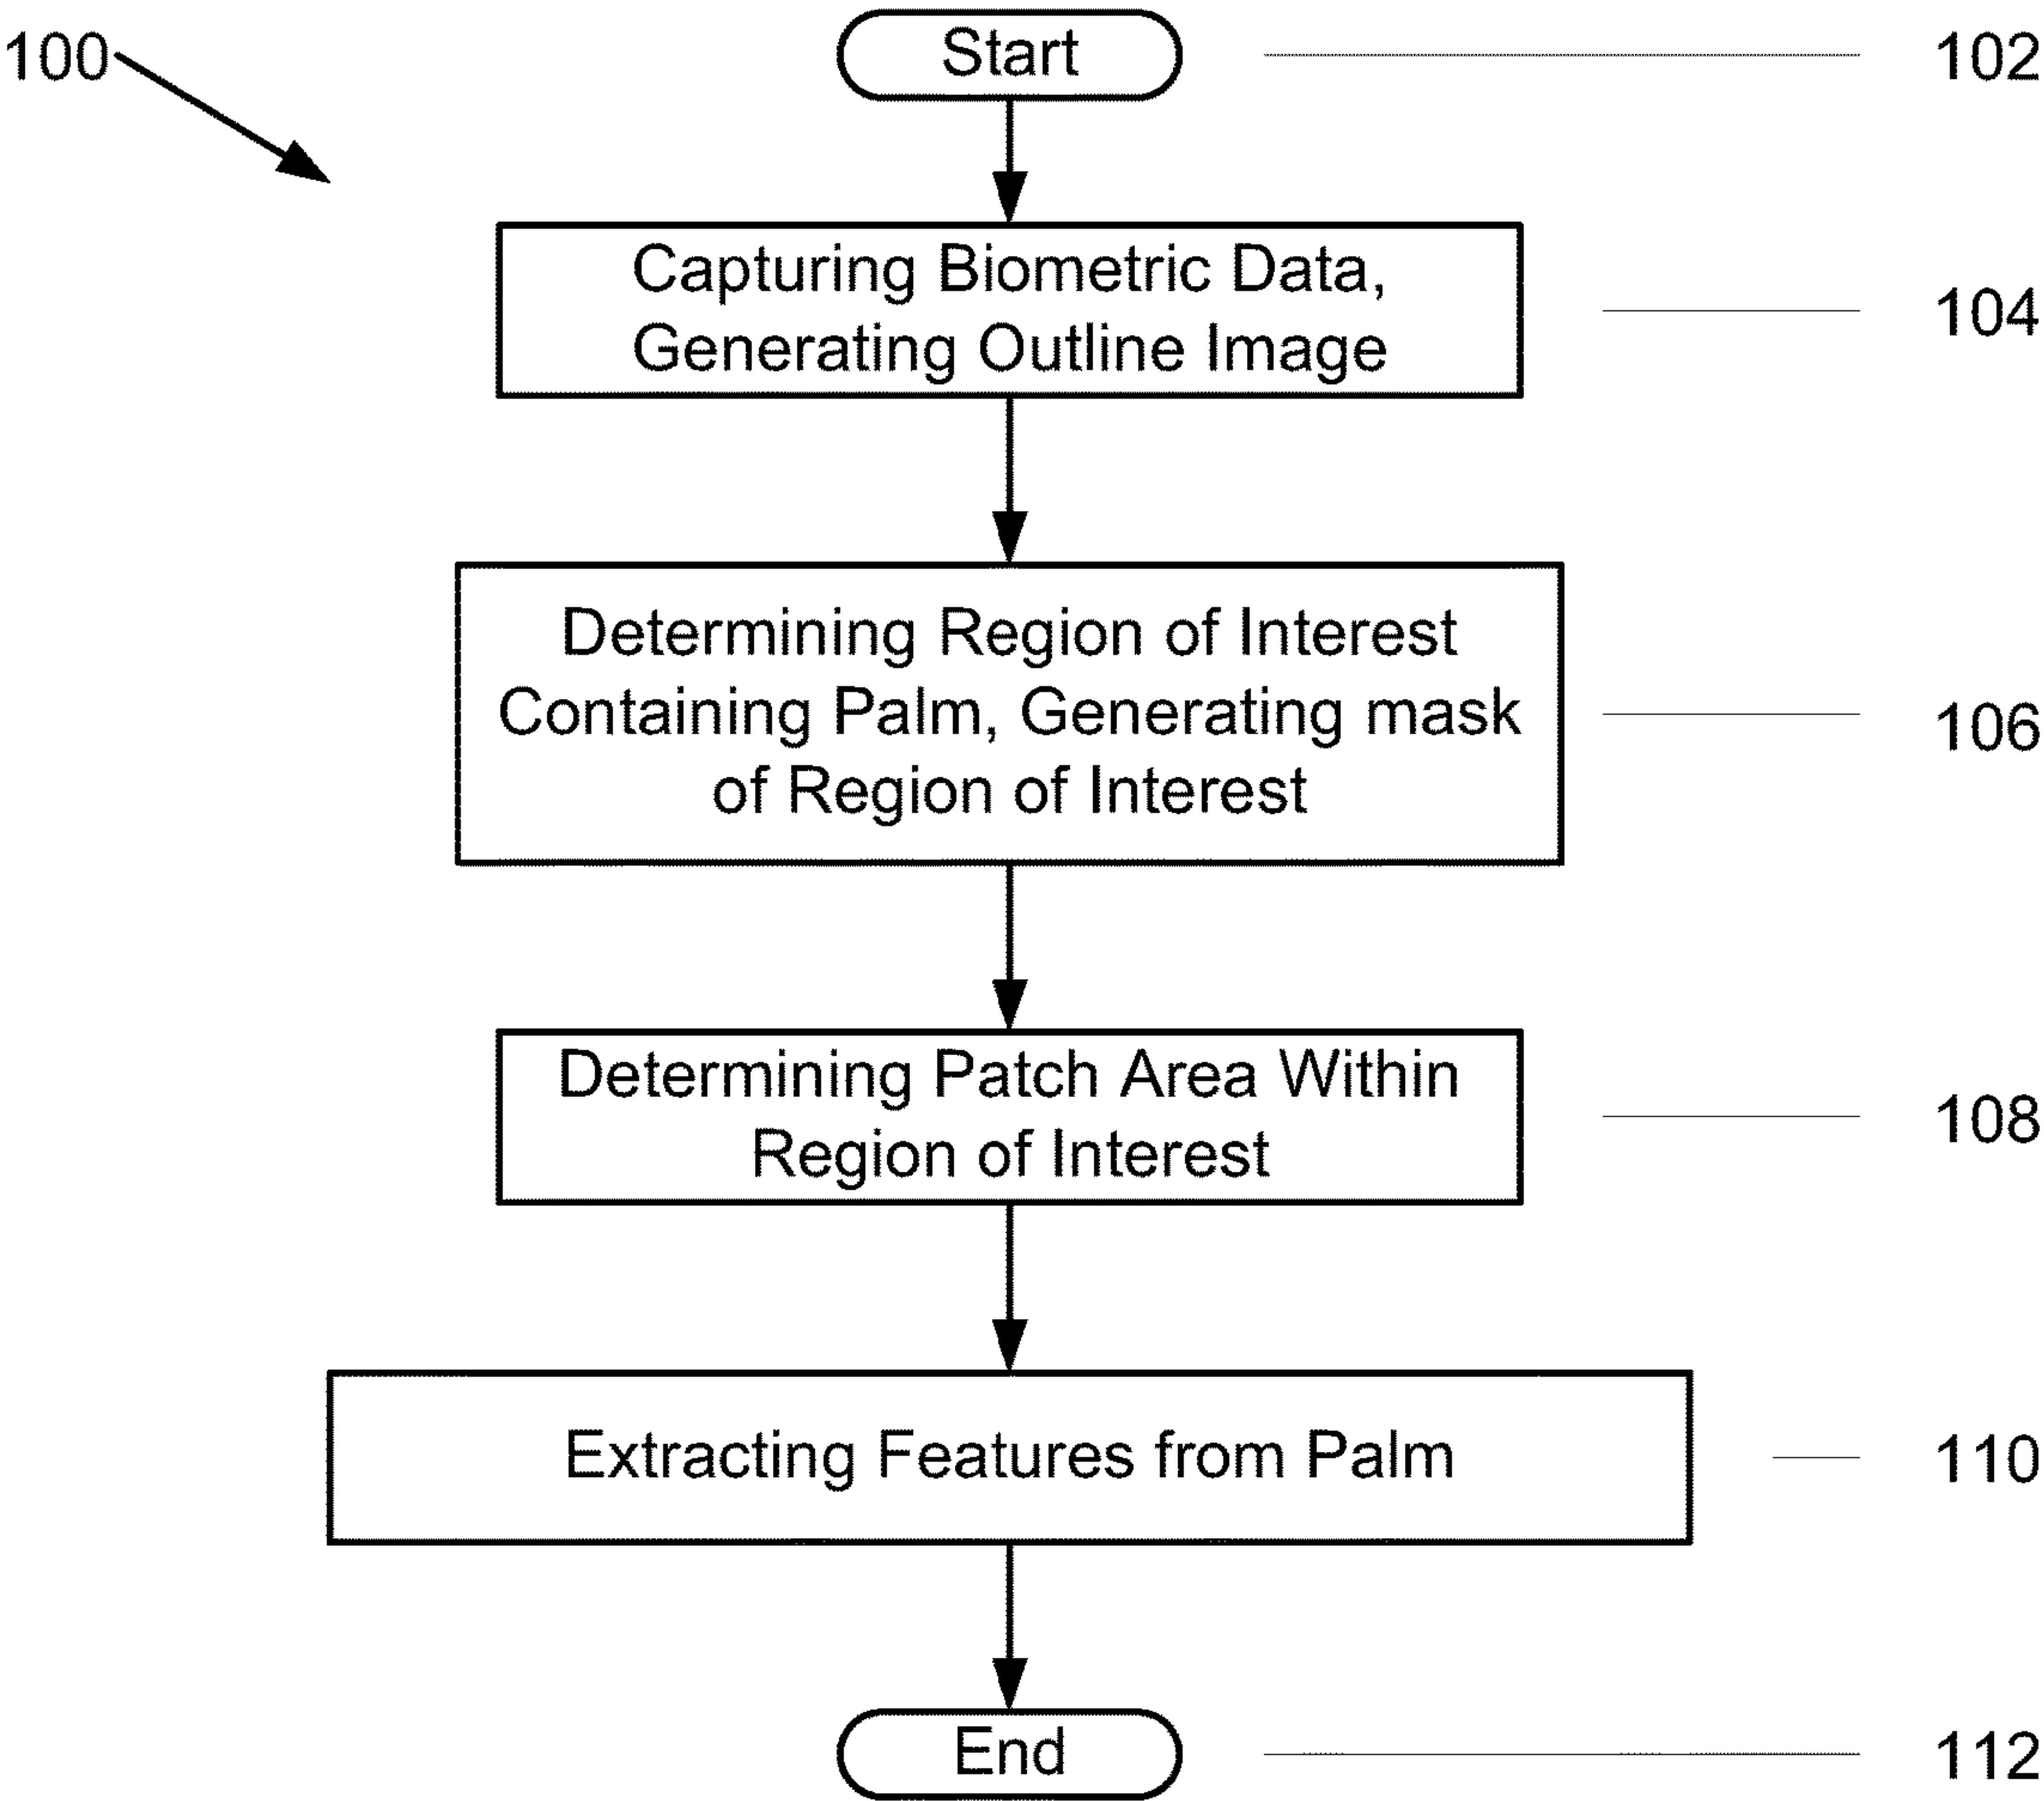 100
Start
102
Capturing Biometric Data,
Generating Outline Image
104
Determining Region of Interest
Containing Palm, Generating mask
of Region of Interest
106
Determining Patch Area Within
Region of Interest
108
Extracting Features from Palm
110
End
112